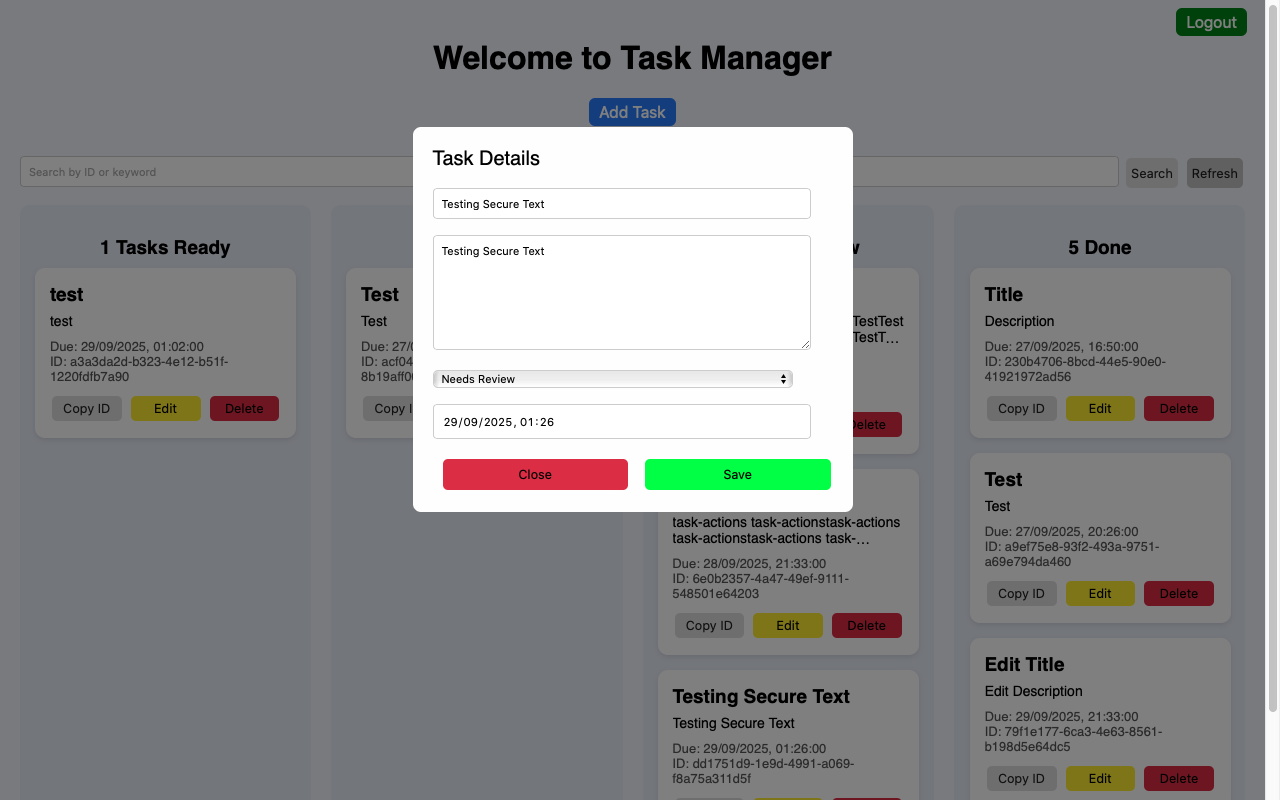 Logout
Welcome to Task Manager
Add Task
Search by ID or keyword
Search
Refresh
Task Details
Testing Secure Text
Testing Secure Text
Needs Review
29/09/2025, 01:26
Close
Save
1 Tasks Ready
test
test
Due: 29/09/2025, 01:02:00
ID: a3a3da2d-b323-4e12-b51f-
1220fdfb7a90
Copy ID
Edit
Delete
Test
Test
Due: 27/0
ID: acf04
8b19aff0
Copy I
w
TestTest
TestT...
elete
task-actions task-actionstask-actions
task-actionstask-actions task-...
Due: 28/09/2025, 21:33:00
ID: 6e0b2357-4a47-49ef-9111-
548501e64203
Copy ID
Edit
Delete
Testing Secure Text
Testing Secure Text
Due: 29/09/2025, 01:26:00
ID: dd1751d9-1e9d-4991-a069-
f8a75a311d5f
5 Done
Title
Description
Due: 27/09/2025, 16:50:00
ID: 230b4706-8bcd-44e5-90e0-
41921972ad56
Copy ID
Edit
Delete
Test
Test
Due: 27/09/2025, 20:26:00
ID: a9ef75e8-93f2-493a-9751-
a69e794da460
Copy ID
Edit
Delete
Edit Title
Edit Description
Due: 29/09/2025, 21:33:00
ID: 79f1e177-6ca3-4e63-8561-
b198d5e64dc5
Copy ID
Edit
Delete